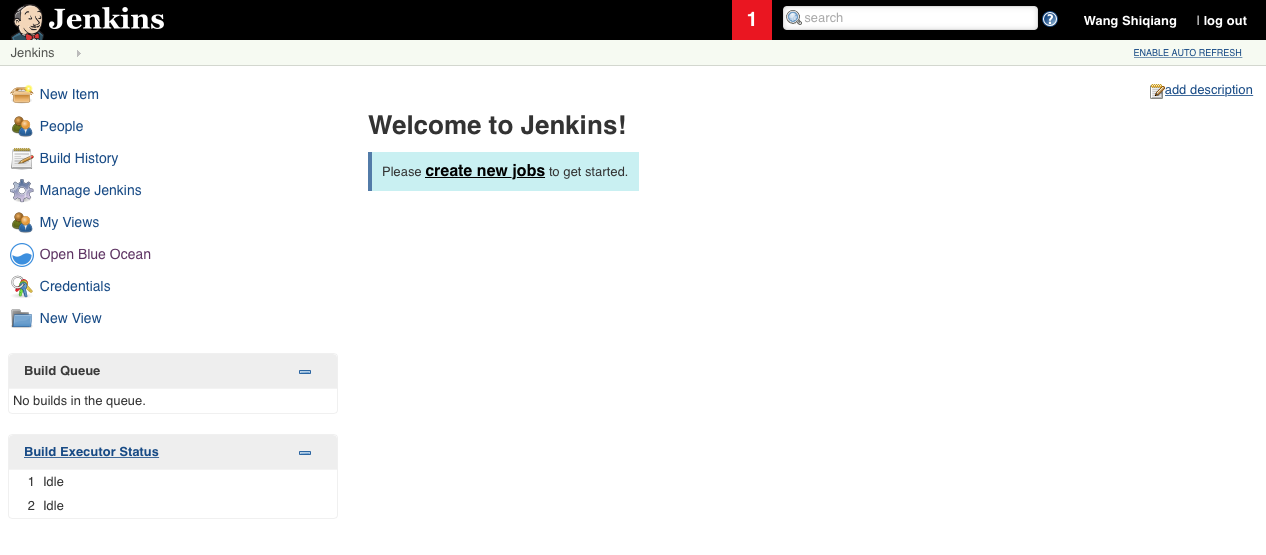 Jenkins
1
search
?
Wang Shiqiang | log out
Jenkins
ENABLE AUTO REFRESH
New Item
People
Build History
Manage Jenkins
My Views
Open Blue Ocean
Credentials
New View
add description
Welcome to Jenkins!
Please create new jobs to get started.
Build Queue
No builds in the queue.
Build Executor Status
1 Idle
2 Idle